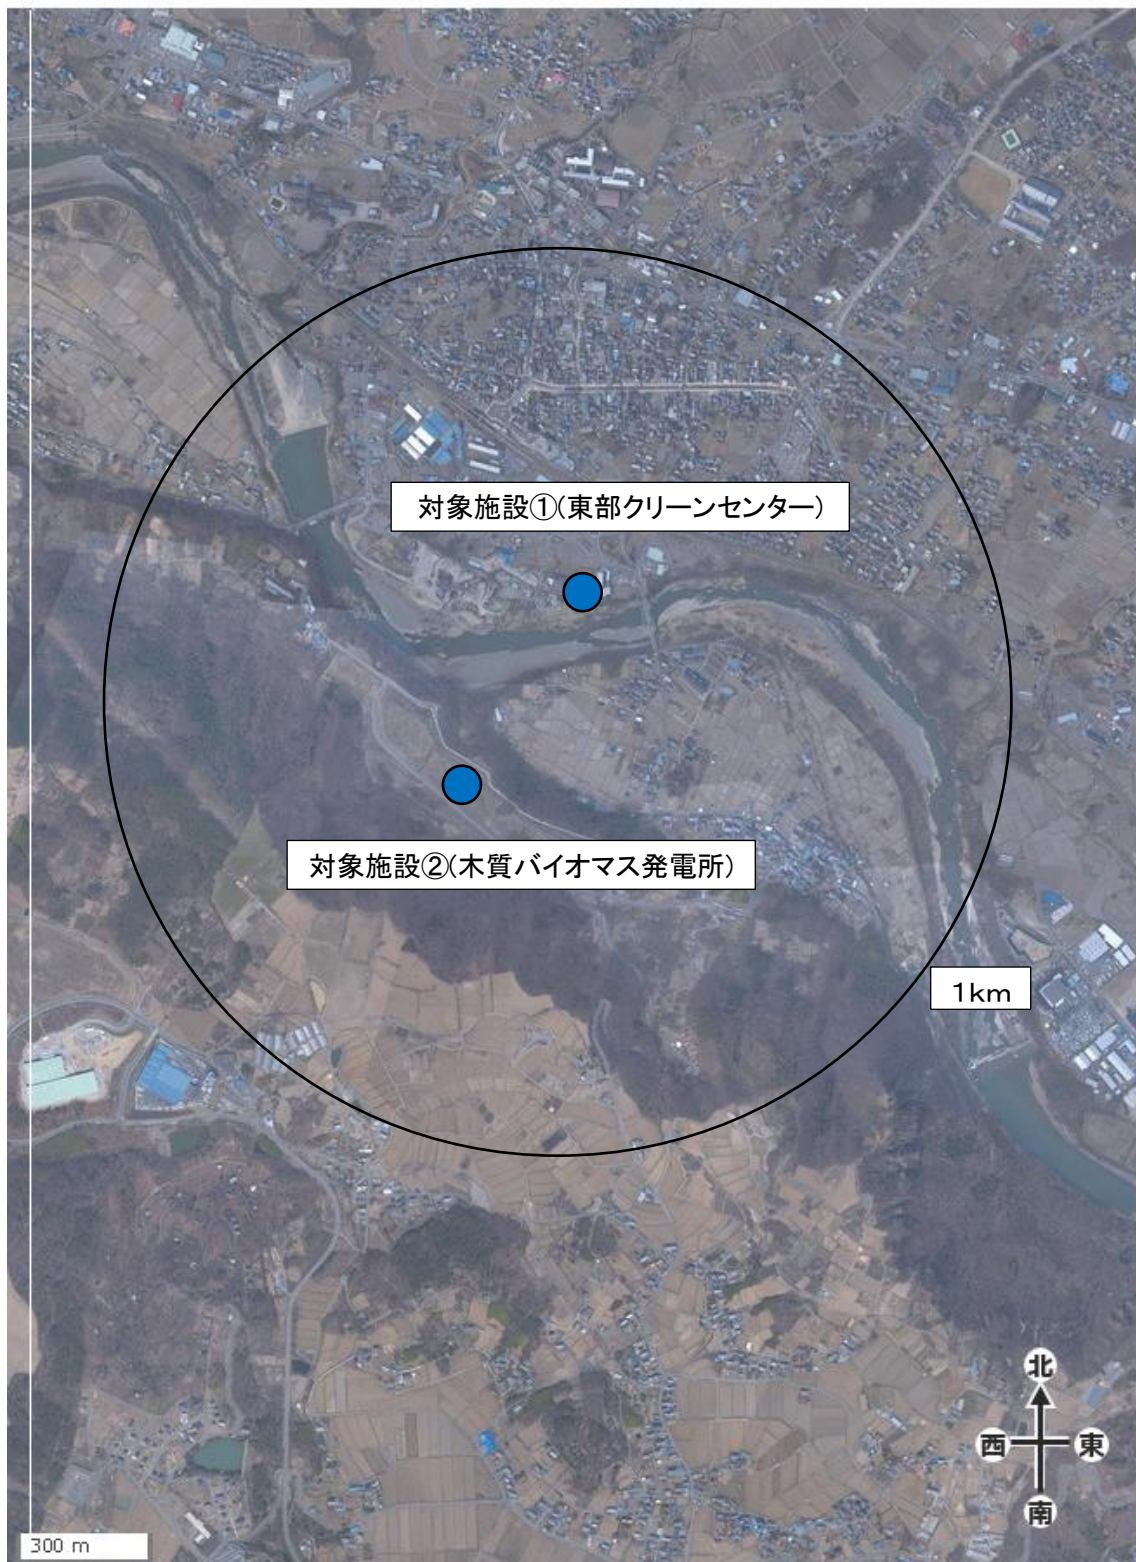 対象施設①(東部クリーンセンター)
対象施設②(木質バイオマス発電所)
1km
北
西 東
南
300 m